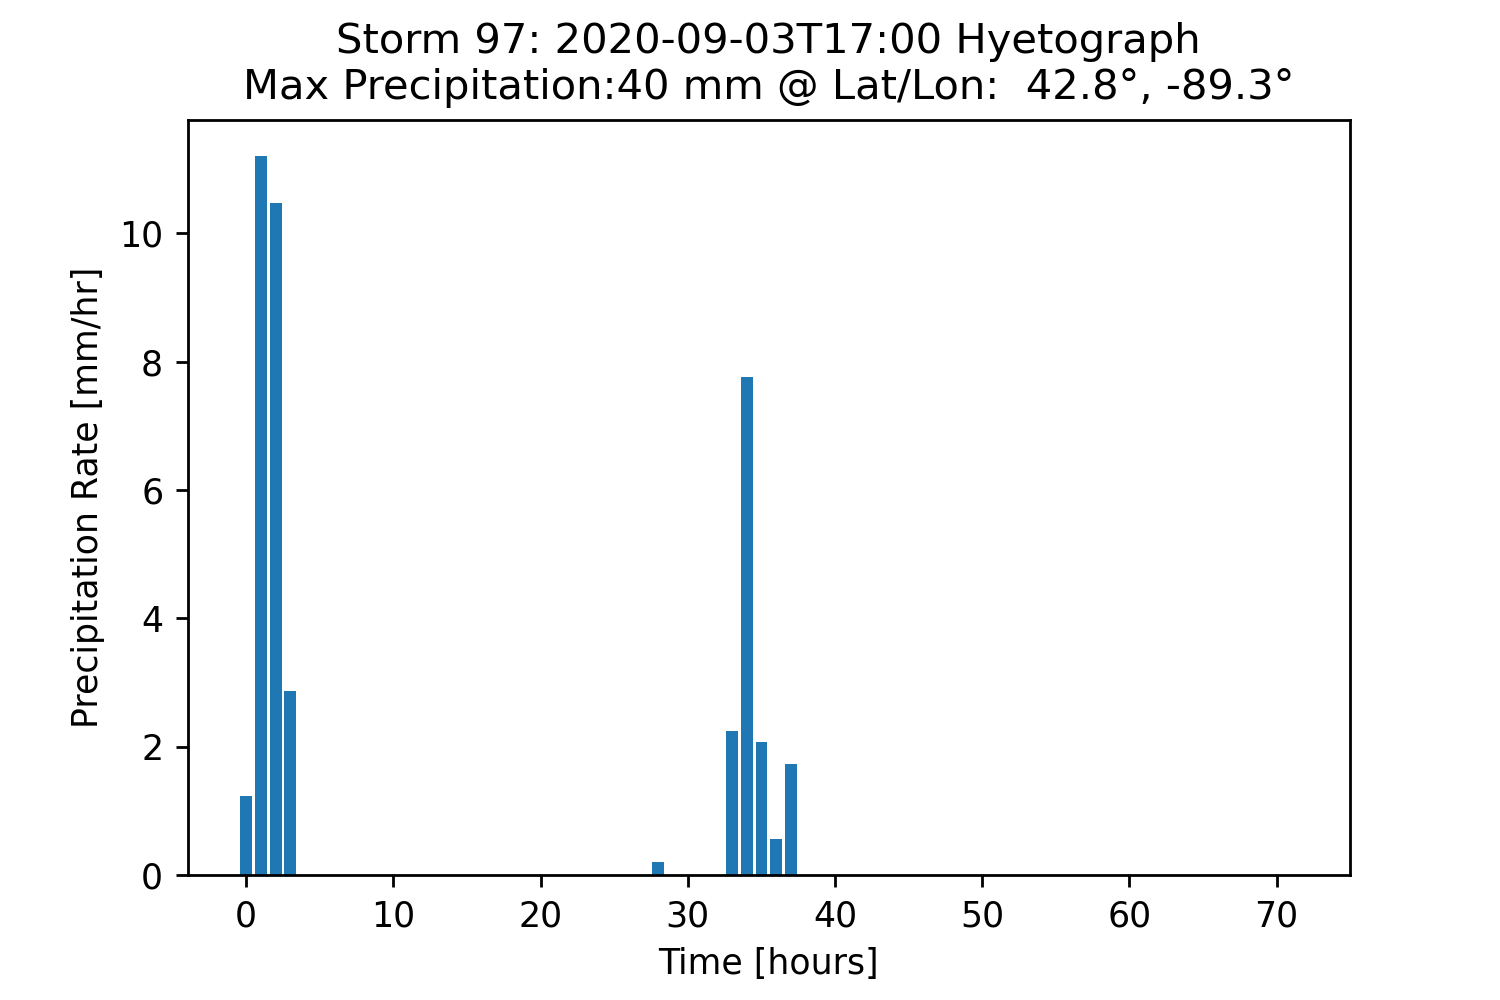 Storm 97: 2020-09-03T17:00 Hyetograph
Max Precipitation:40 mm @ Lat/Lon:  42.8°, -89.3°
Precipitation Rate [mm/hr]
10
8
6
4
2
0
0 10 20 30 40 50 60 70
Time [hours]